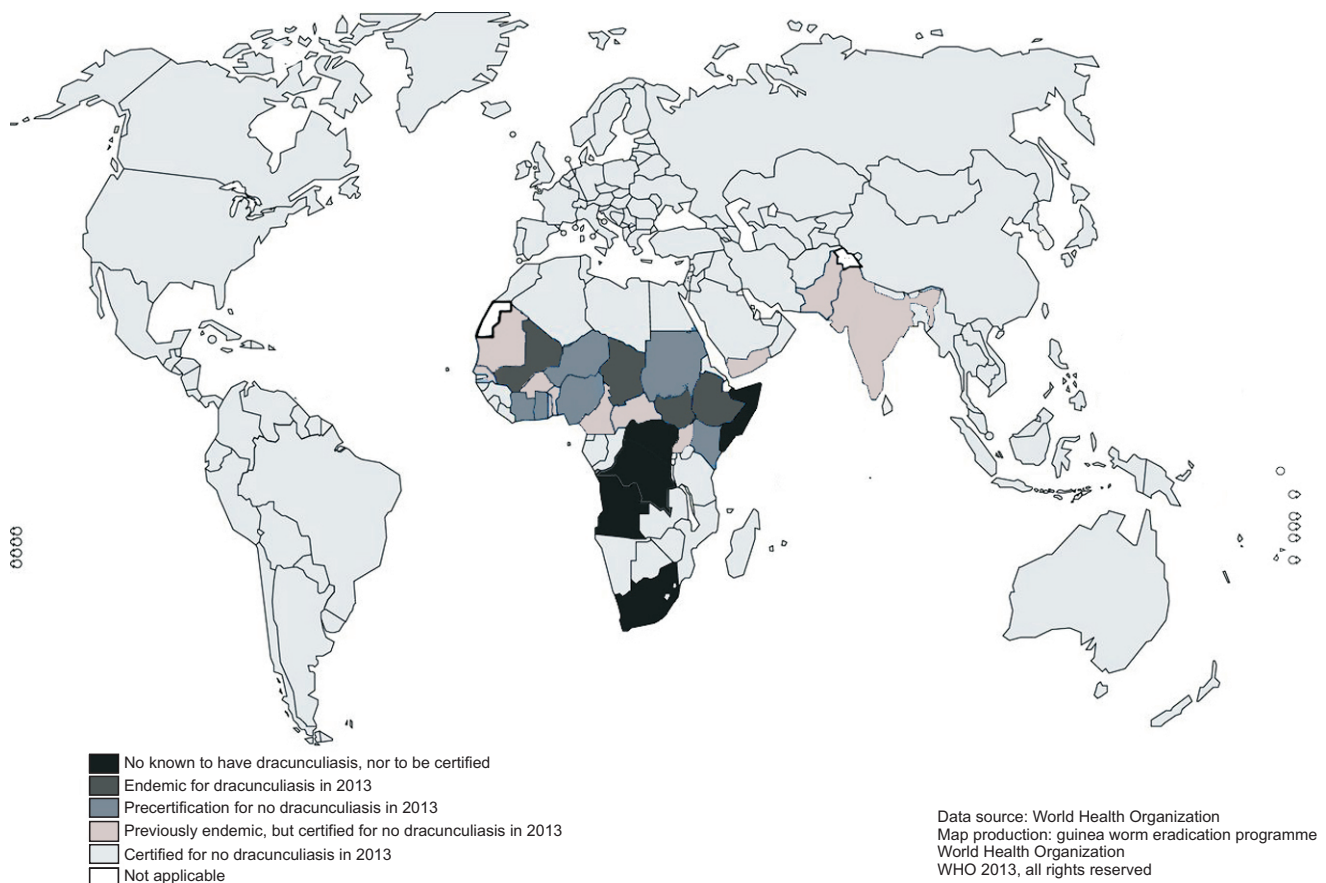 No known to have dracunculiasis, nor to be certified
Endemic for dracunculiasis in 2013
Precertification for no dracunculiasis in 2013
Previously endemic, but certified for no dracunculiasis in 2013
Certified for no dracunculiasis in 2013
Not applicable
Data source: World Health Organization
Map production: guinea worm eradication programme
World Health Organization
WHO 2013, all rights reserved